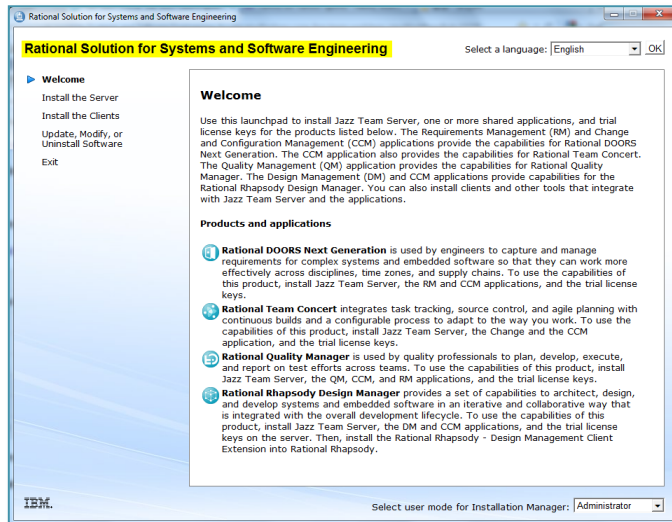 Rational Solution for Systems and Software Engineering
Rational Solution for Systems and Software Engineering
Select a language: English OK
Welcome
Install the Server
Install the Clients
Update, Modify, or
Uninstall Software
Exit
Welcome
Use this launchpad to install Jazz Team Server, one or more shared applications, and trial
license keys for the products listed below. The Requirements Management (RM) and Change
and Configuration Management (CCM) applications provide the capabilities for Rational DOORS
Next Generation. The CCM application also provides the capabilities for Rational Team Concert.
The Quality Management (QM) application provides the capabilities for Rational Quality
Manager. The Design Management (DM) and CCM applications provide capabilities for the
Rational Rhapsody Design Manager. You can also install clients and other tools that integrate
with Jazz Team Server and the applications.
Products and applications
Rational DOORS Next Generation is used by engineers to capture and manage
requirements for complex systems and embedded software so that they can work more
effectively across disciplines, time zones, and supply chains. To use the capabilities of
this product, install Jazz Team Server, the RM and CCM applications, and the trial license
keys.
Rational Team Concert integrates task tracking, source control, and agile planning with
continuous builds and a configurable process to adapt to the way you work. To use the
capabilities of this product, install Jazz Team Server, the Change and the CCM
application, and the trial license keys.
Rational Quality Manager is used by quality professionals to plan, develop, execute,
and report on test efforts across teams. To use the capabilities of this product, install
Jazz Team Server, the QM, CCM, and RM applications, and the trial license keys.
Rational Rhapsody Design Manager provides a set of capabilities to architect, design,
and develop systems and embedded software in an iterative and collaborative way that
is integrated with the overall development lifecycle. To use the capabilities of this
product, install Jazz Team Server, the DM and CCM applications, and the trial license
keys on the server. Then, install the Rational Rhapsody - Design Management Client
Extension into Rational Rhapsody.
IBM.
Select user mode for Installation Manager: Administrator